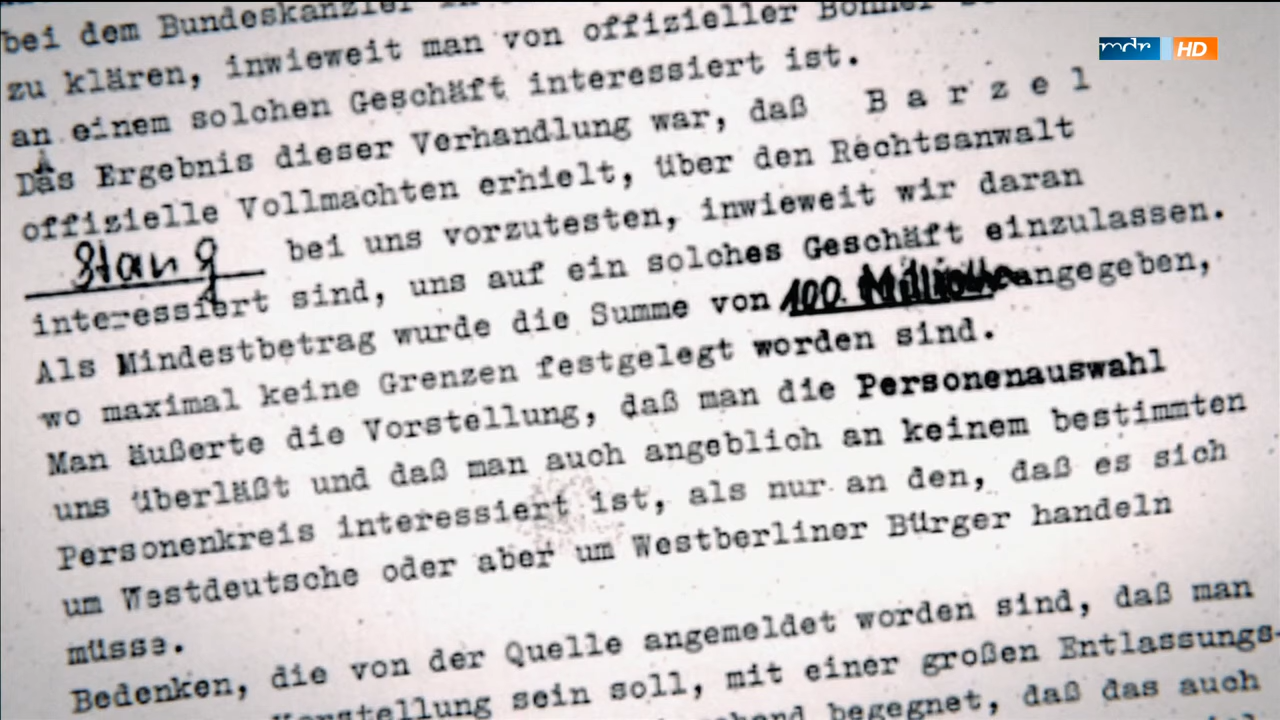 bei dem Bundeskanzler
zu klären, inwieweit man von offizieller Bonner
an einem solchen Geschäft interessiert ist.
Das Ergebnis dieser Verhandlung war, daß B a r z e l
offizielle Vollmachten erhielt, über den Rechtsanwalt
Stang bei uns vorzutesten, inwieweit wir daran
interessiert sind, uns auf ein solches Geschäft einzulassen.
Als Mindestbetrag wurde die Summe von 100 Millionen angegeben,
wo maximal keine Grenzen festgelegt worden sind.
Man äußerte die Vorstellung, daß man die Personenauswahl
uns überläßt und daß man auch angeblich an keinem bestimmten
Personenkreis interessiert ist, als nur an den, daß es sich
um Westdeutsche oder aber um Westberliner Bürger handeln
müsse.
Bedenken, die von der Quelle angemeldet worden sind, daß man
Vorstellung sein soll, mit einer großen Entlassungs-
begegnet, daß das auch
mdr HD